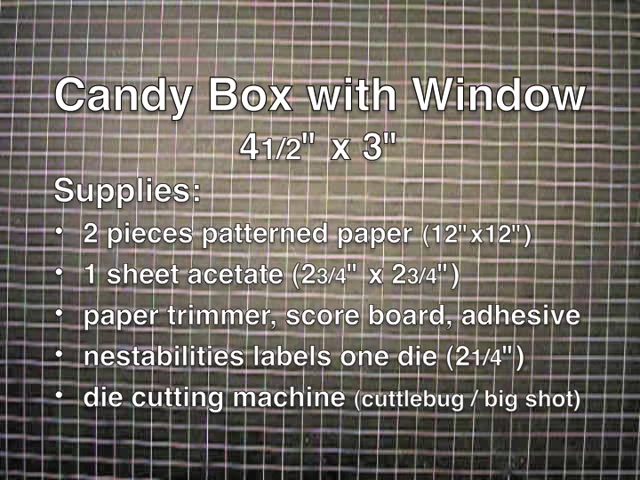 Candy Box with Window
41/2" x 3"
Supplies:
• 2 pieces patterned paper (12"x12")
• 1 sheet acetate (23/4" x 23/4")
• paper trimmer, score board, adhesive
• nestabilities labels one die (21/4")
• die cutting machine (cuttlebug / big shot)